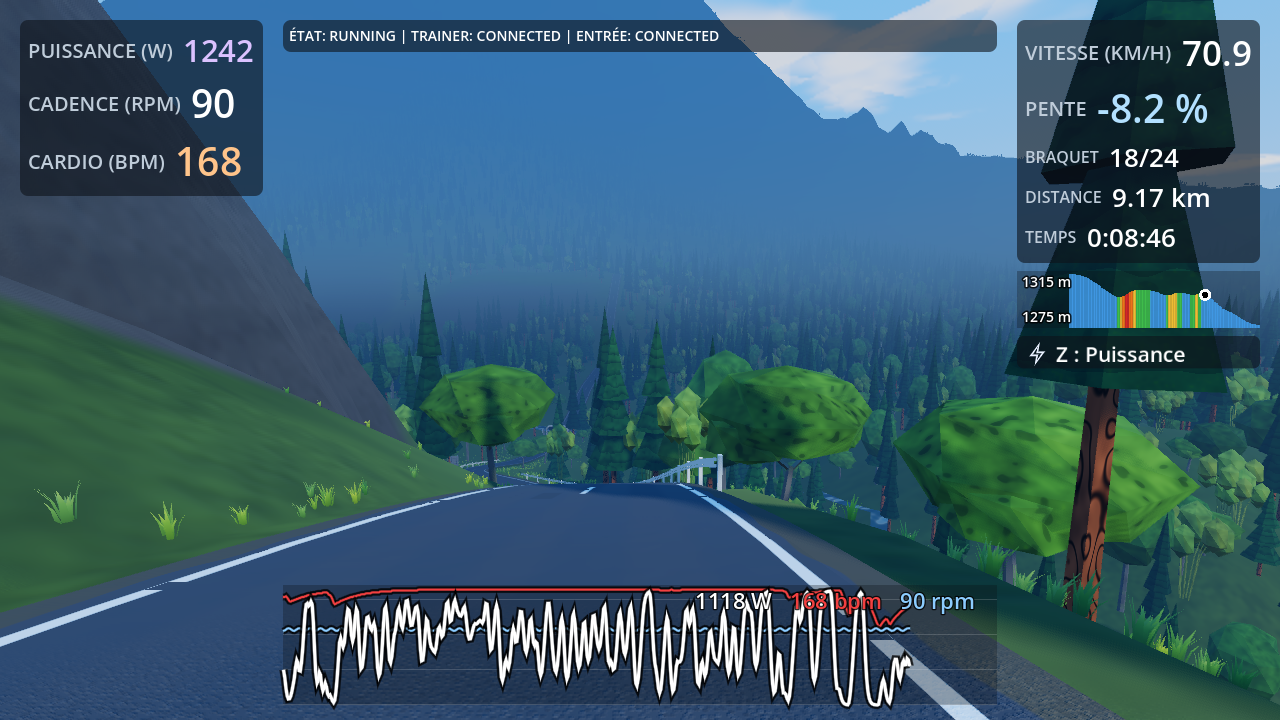 PUISSANCE (W) 1242
CADENCE (RPM) 90
CARDIO (BPM) 168
ÉTAT: RUNNING | TRAINER: CONNECTED | ENTRÉE: CONNECTED
VITESSE (KM/H) 70.9
PENTE -8.2 %
BRAQUET 18/24
DISTANCE 9.17 km
TEMPS 0:08:46
1315 m
1275 m
Z : Puissance
1118 W 168 bpm 90 rpm